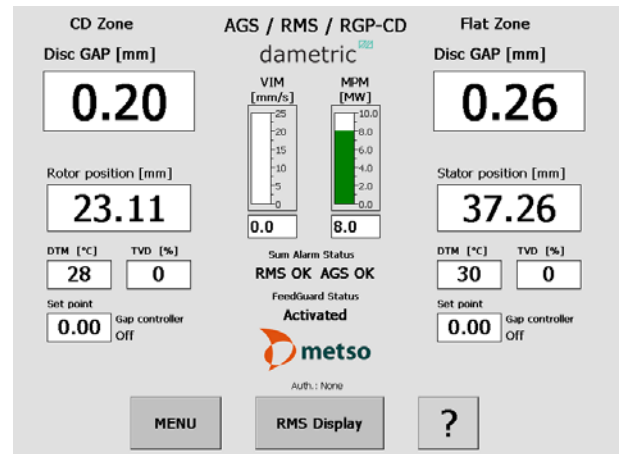 CD Zone
AGS / RMS / RGP-CD
Flat Zone
Disc GAP [mm]
dametric
Disc GAP [mm]
0.20
VIM
[mm/s]
MPM
[MW]
0.26
25
20
15
10
5
0
10.0
8.0
6.0
4.0
2.0
0.0
Rotor position [mm]
Stator position [mm]
23.11
0.0
8.0
37.26
DTM [°C]
TVD [%]
Sum Alarm Status
DTM [°C]
TVD [%]
28
0
RMS OK AGS OK
30
0
Set point
FeedGuard Status
Set point
0.00
Gap controller
Off
Activated
0.00
Gap controller
Off
metso
Auth.: None
MENU
RMS Display
?